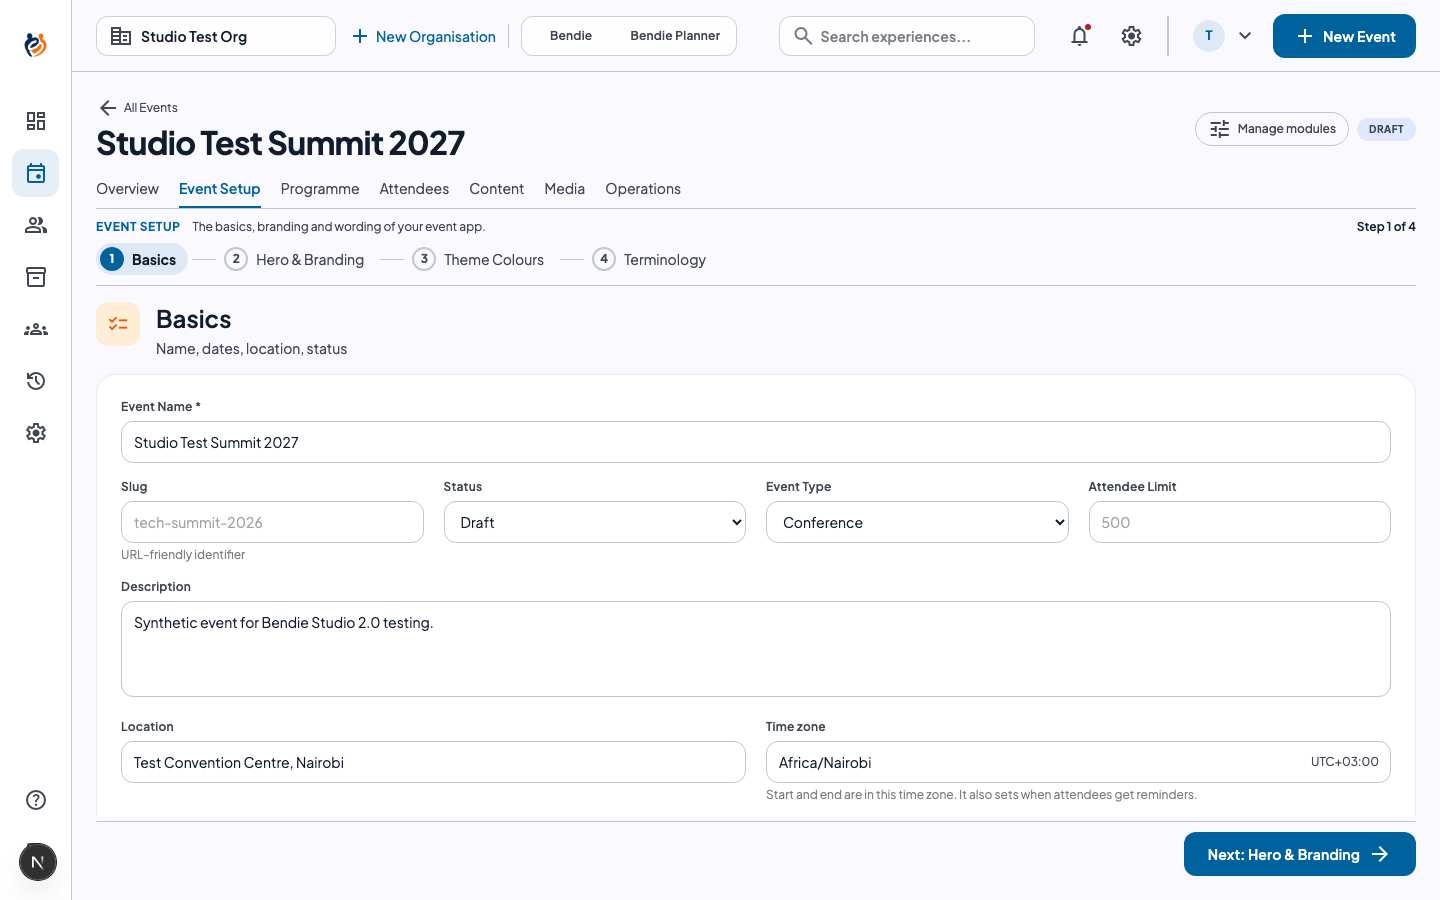 Studio Test Org
New Organisation
Bendie
Bendie Planner
Search experiences...
T
New Event
All Events
Studio Test Summit 2027
Manage modules
DRAFT
Overview
Event Setup
Programme
Attendees
Content
Media
Operations
EVENT SETUP
The basics, branding and wording of your event app.
Step 1 of 4
1
Basics
2
Hero & Branding
3
Theme Colours
4
Terminology
Basics
Name, dates, location, status
Event Name *
Studio Test Summit 2027
Slug
tech-summit-2026
URL-friendly identifier
Status
Draft
Event Type
Conference
Attendee Limit
500
Description
Synthetic event for Bendie Studio 2.0 testing.
Location
Test Convention Centre, Nairobi
Time zone
Africa/Nairobi
UTC+03:00
Start and end are in this time zone. It also sets when attendees get reminders.
N
Next: Hero & Branding